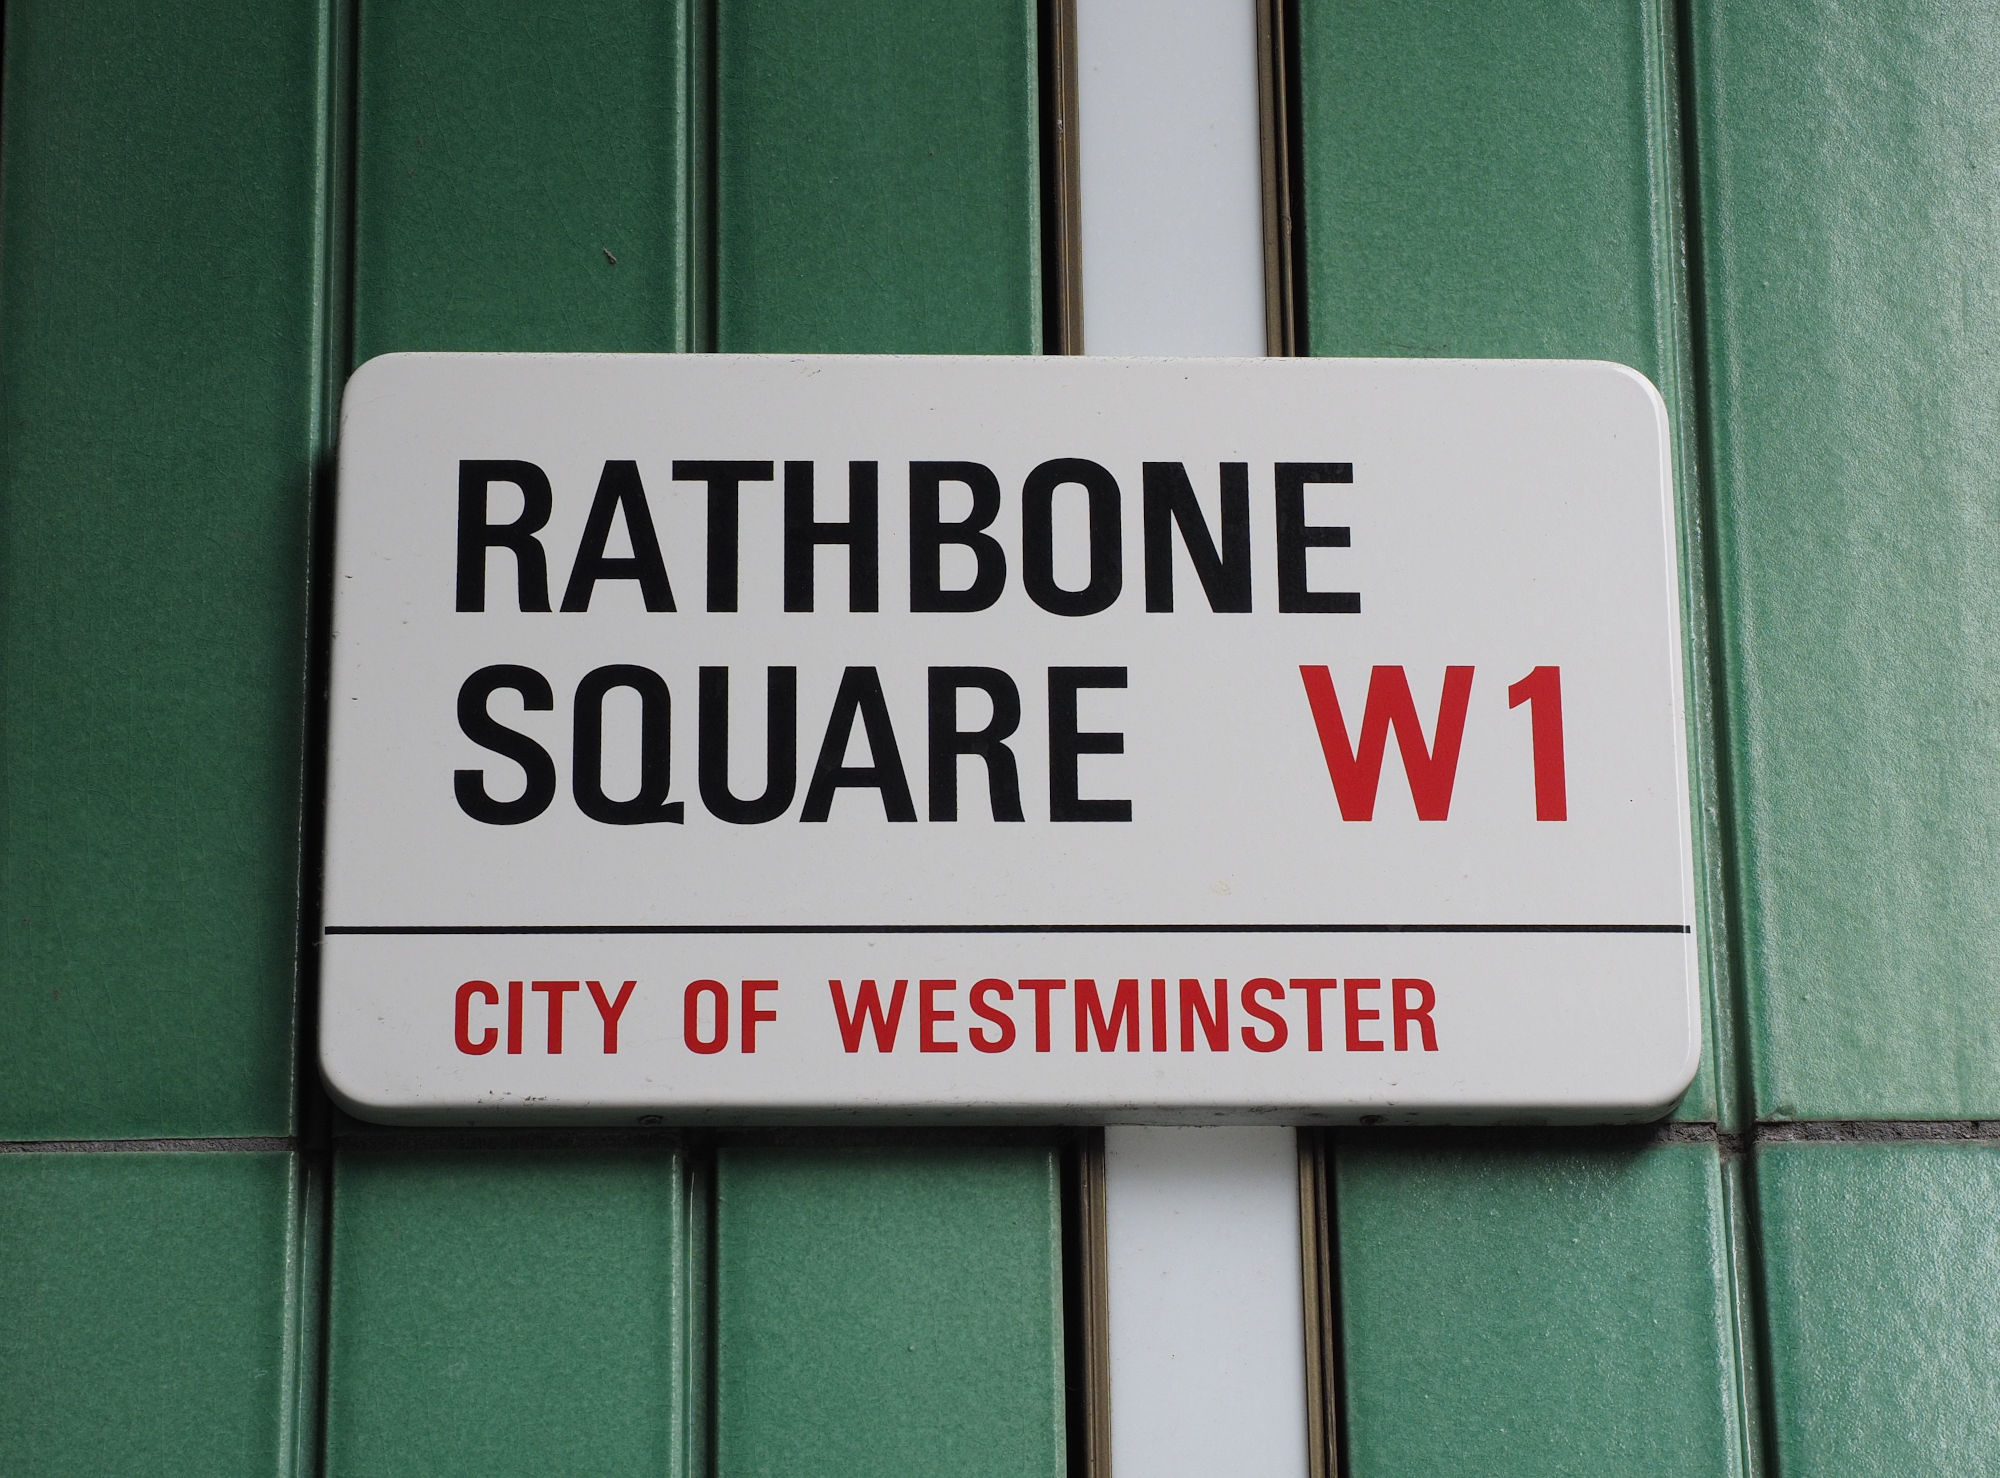 RATHBONE
SQUARE W1
CITY OF WESTMINSTER